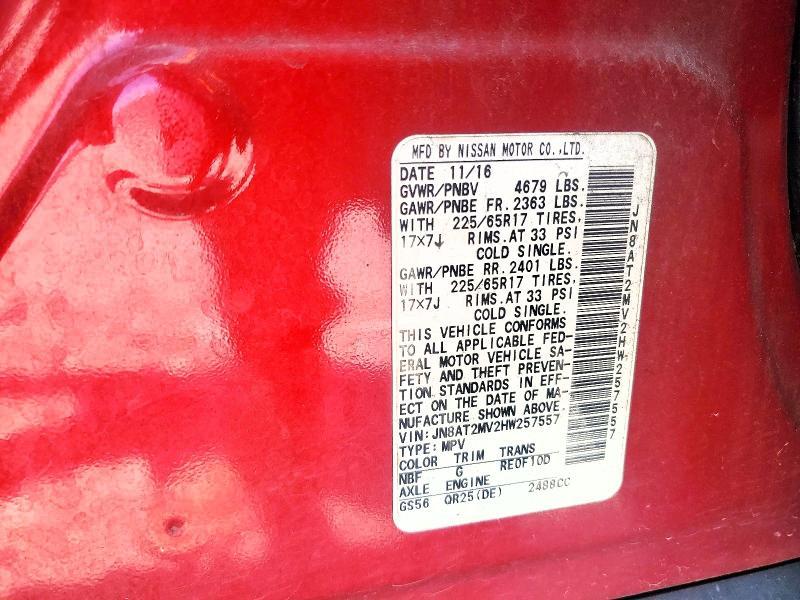 MFD BY NISSAN MOTOR CO.,LTD.
DATE 11/16
GVWR/PNBV 4679 LBS.
GAWR/PNBE FR. 2363 LBS.
WITH 225/65R17 TIRES,
17×7J RIMS.AT 33 PSI
COLD SINGLE.
GAWR/PNBE RR. 2401 LBS.
WITH 225/65R17 TIRES,
17×7J RIMS.AT 33 PSI
COLD SINGLE.
THIS VEHICLE CONFORMS
TO ALL APPLICABLE FED-
ERAL MOTOR VEHICLE SA-
FETY AND THEFT PREVEN-
TION STANDARDS IN EFF-
ECT ON THE DATE OF MA-
NUFACTURE SHOWN ABOVE.
VIN:JN8AT2MV2HW257557
TYPE: MPV
COLOR TRIM TRANS
NBF G RE0F10D
AXLE ENGINE
GS56 QR25(DE) 2488CC
JN8AT2MV2HW257557